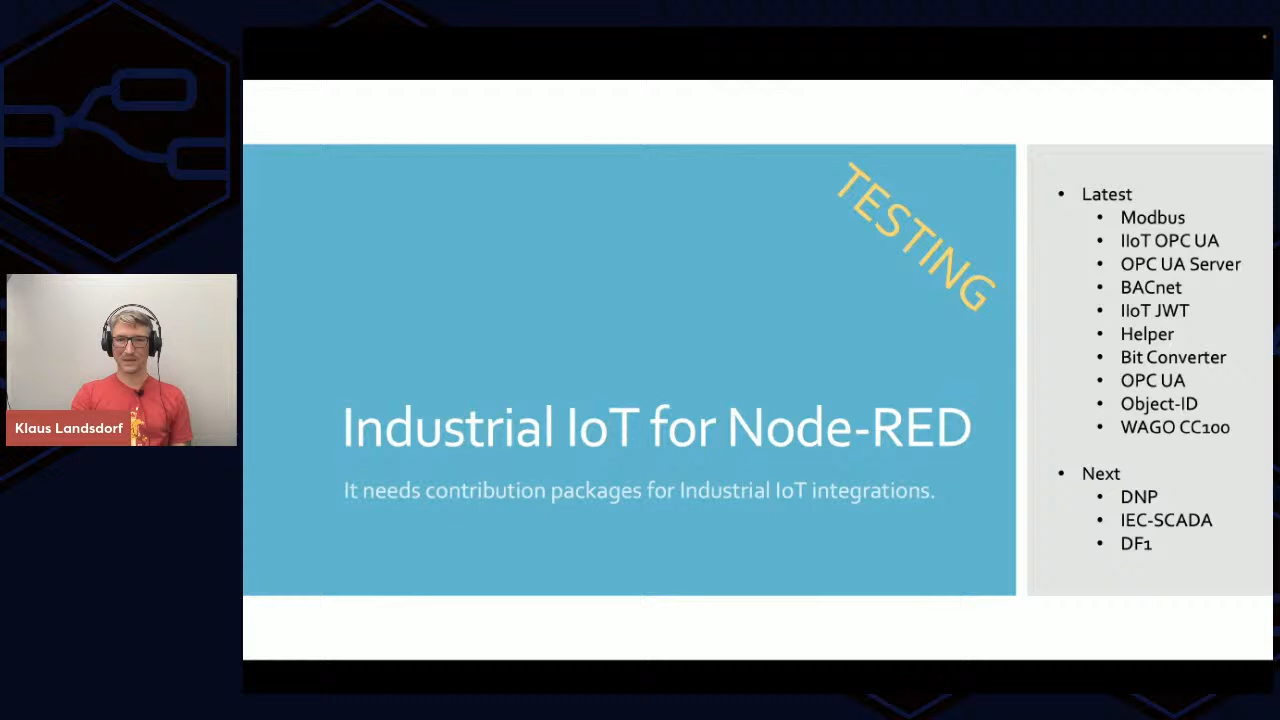 TESTING
Industrial IoT for Node-RED
It needs contribution packages for Industrial IoT integrations.
• Latest
• Modbus
• IIoT OPC UA
• OPC UA Server
• BACnet
• IIoT JWT
• Helper
• Bit Converter
• OPC UA
• Object-ID
• WAGO CC100
• Next
• DNP
• IEC-SCADA
• DF1
Klaus Landsdorf